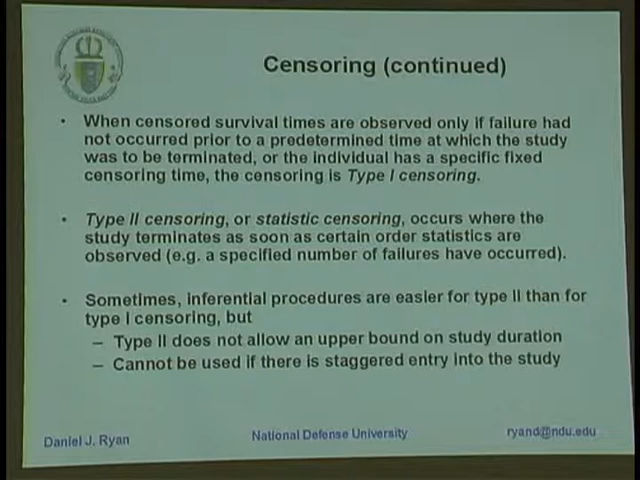 Censoring (continued)
• When censored survival times are observed only if failure had
not occurred prior to a predetermined time at which the study
was to be terminated, or the individual has a specific fixed
censoring time, the censoring is Type I censoring.
• Type II censoring, or statistic censoring, occurs where the
study terminates as soon as certain order statistics are
observed (e.g. a specified number of failures have occurred).
• Sometimes, inferential procedures are easier for type II than for
type I censoring, but
– Type II does not allow an upper bound on study duration
– Cannot be used if there is staggered entry into the study
Daniel J. Ryan
National Defense University
ryand@ndu.edu